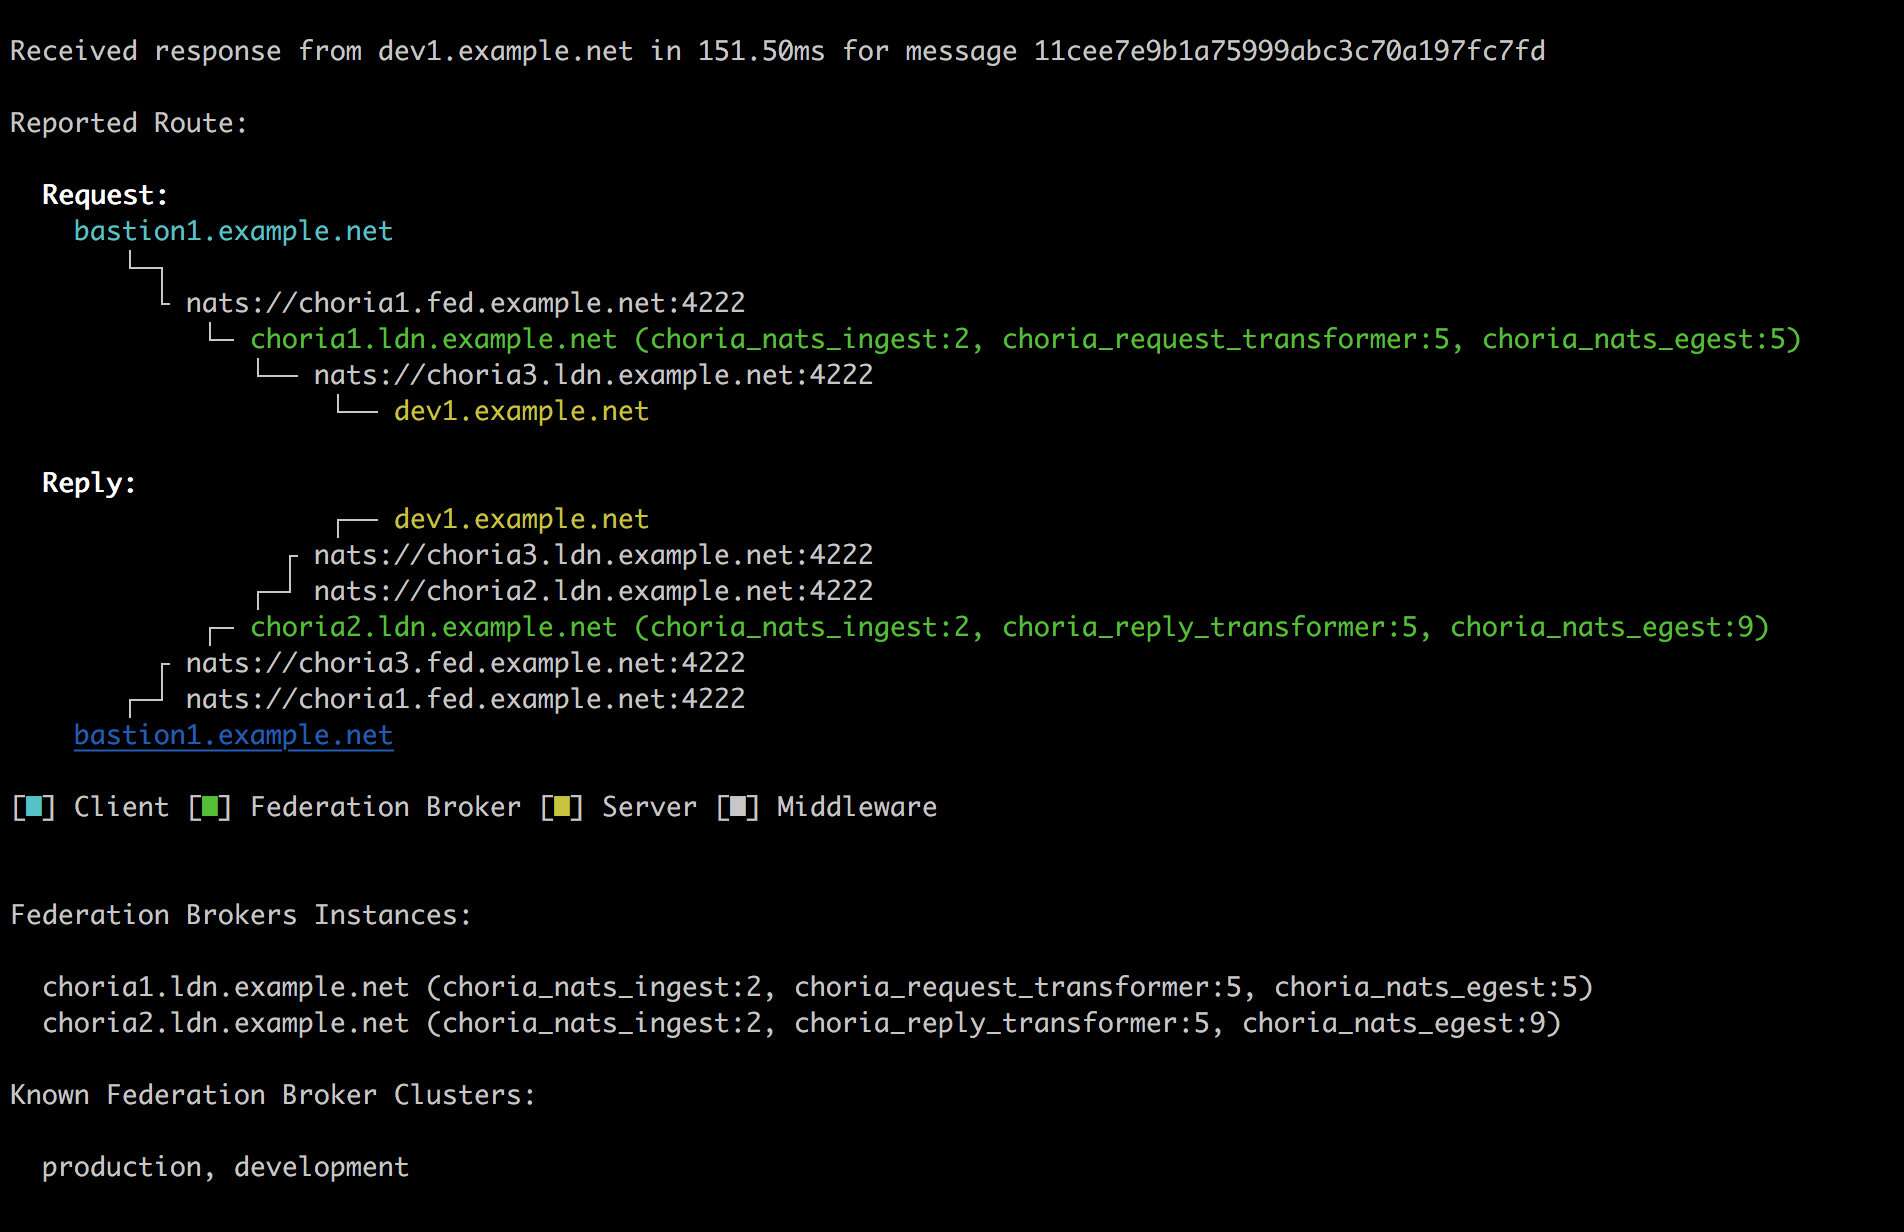 Received response from dev1.example.net in 151.50ms for message 11cee7e9b1a75999abc3c70a197fc7fd
Reported Route:
Request:
bastion1.example.net
nats://choria1.fed.example.net:4222
choria1.ldn.example.net (choria_nats_ingest:2, choria_request_transformer:5, choria_nats_egest:5)
nats://choria3.ldn.example.net:4222
dev1.example.net
Reply:
dev1.example.net
nats://choria3.ldn.example.net:4222
nats://choria2.ldn.example.net:4222
choria2.ldn.example.net (choria_nats_ingest:2, choria_reply_transformer:5, choria_nats_egest:9)
nats://choria3.fed.example.net:4222
nats://choria1.fed.example.net:4222
bastion1.example.net
[■] Client [■] Federation Broker [■] Server [■] Middleware
Federation Brokers Instances:
choria1.ldn.example.net (choria_nats_ingest:2, choria_request_transformer:5, choria_nats_egest:5)
choria2.ldn.example.net (choria_nats_ingest:2, choria_reply_transformer:5, choria_nats_egest:9)
Known Federation Broker Clusters:
production, development